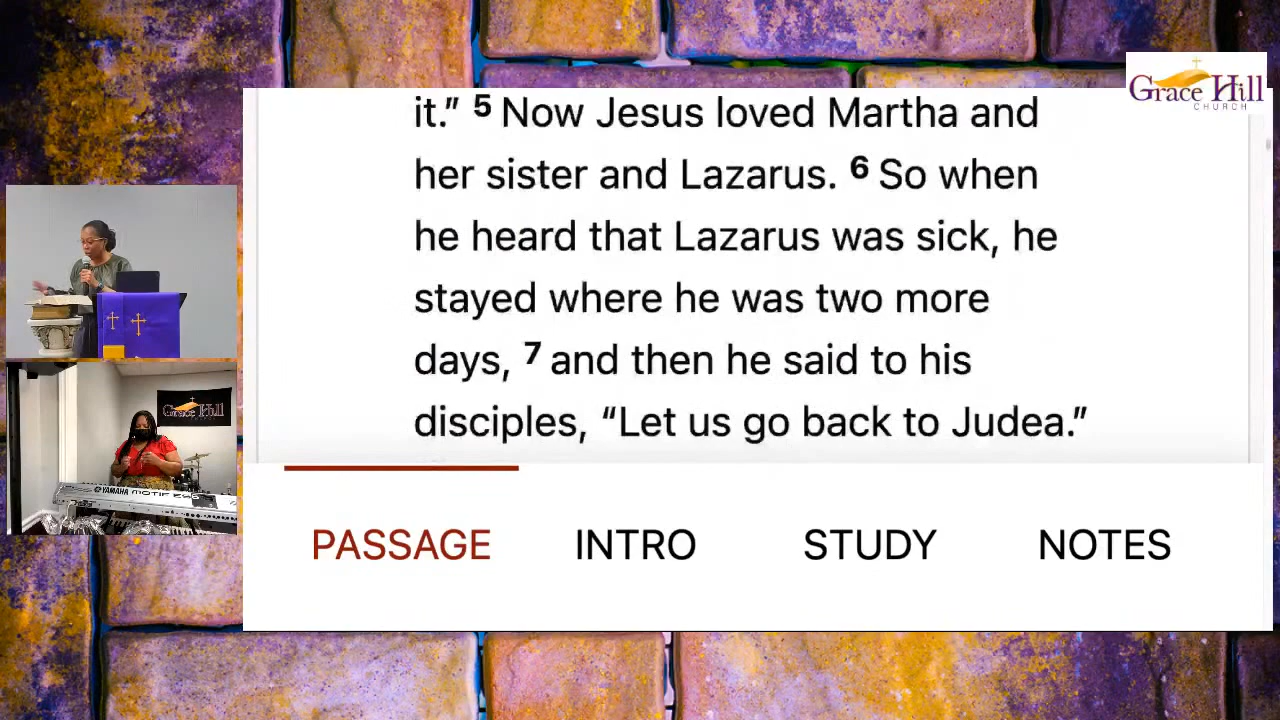 Grace Hill
CHURCH
it.” 5 Now Jesus loved Martha and
her sister and Lazarus. 6 So when
he heard that Lazarus was sick, he
stayed where he was two more
days, 7 and then he said to his
disciples, “Let us go back to Judea.”
PASSAGE INTRO STUDY NOTES
Grace Hill
YAMAHA MOTIF